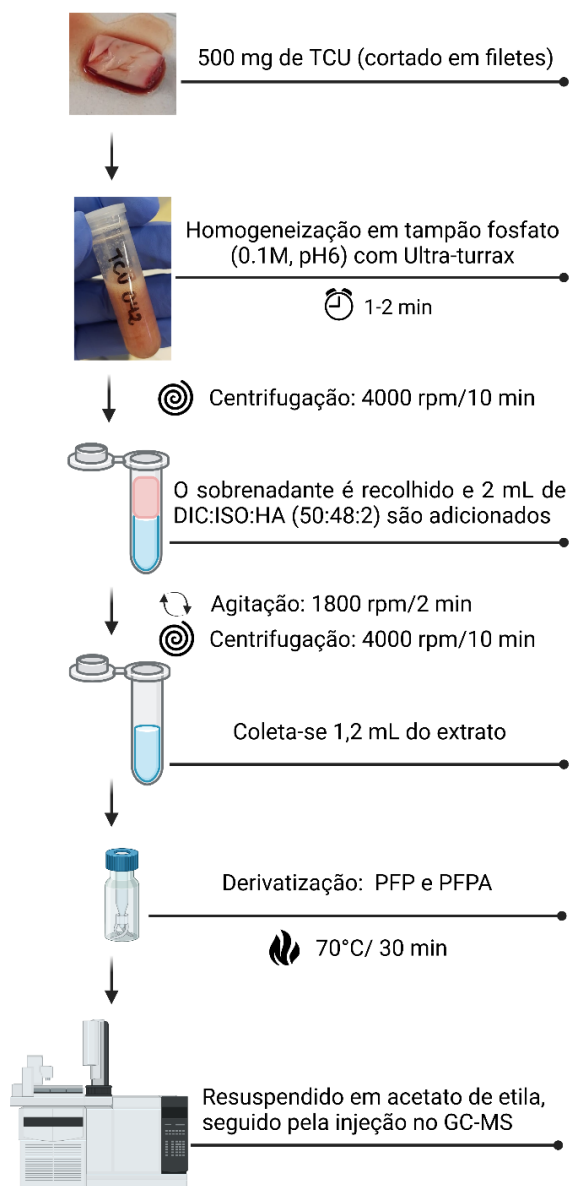 500 mg de TCU (cortado em filetes)
Homogeneização em tampão fosfato
(0.1M, pH6) com Ultra-turrax
1-2 min
TCU 042
Centrifugação: 4000 rpm/10 min
O sobrenadante é recolhido e 2 mL de
DIC:ISO:HA (50:48:2) são adicionados
Agitação: 1800 rpm/2 min
Centrifugação: 4000 rpm/10 min
Coleta-se 1,2 mL do extrato
Derivatização: PFP e PFPA
70°C/ 30 min
Resuspendido em acetato de etila,
seguido pela injeção no GC-MS